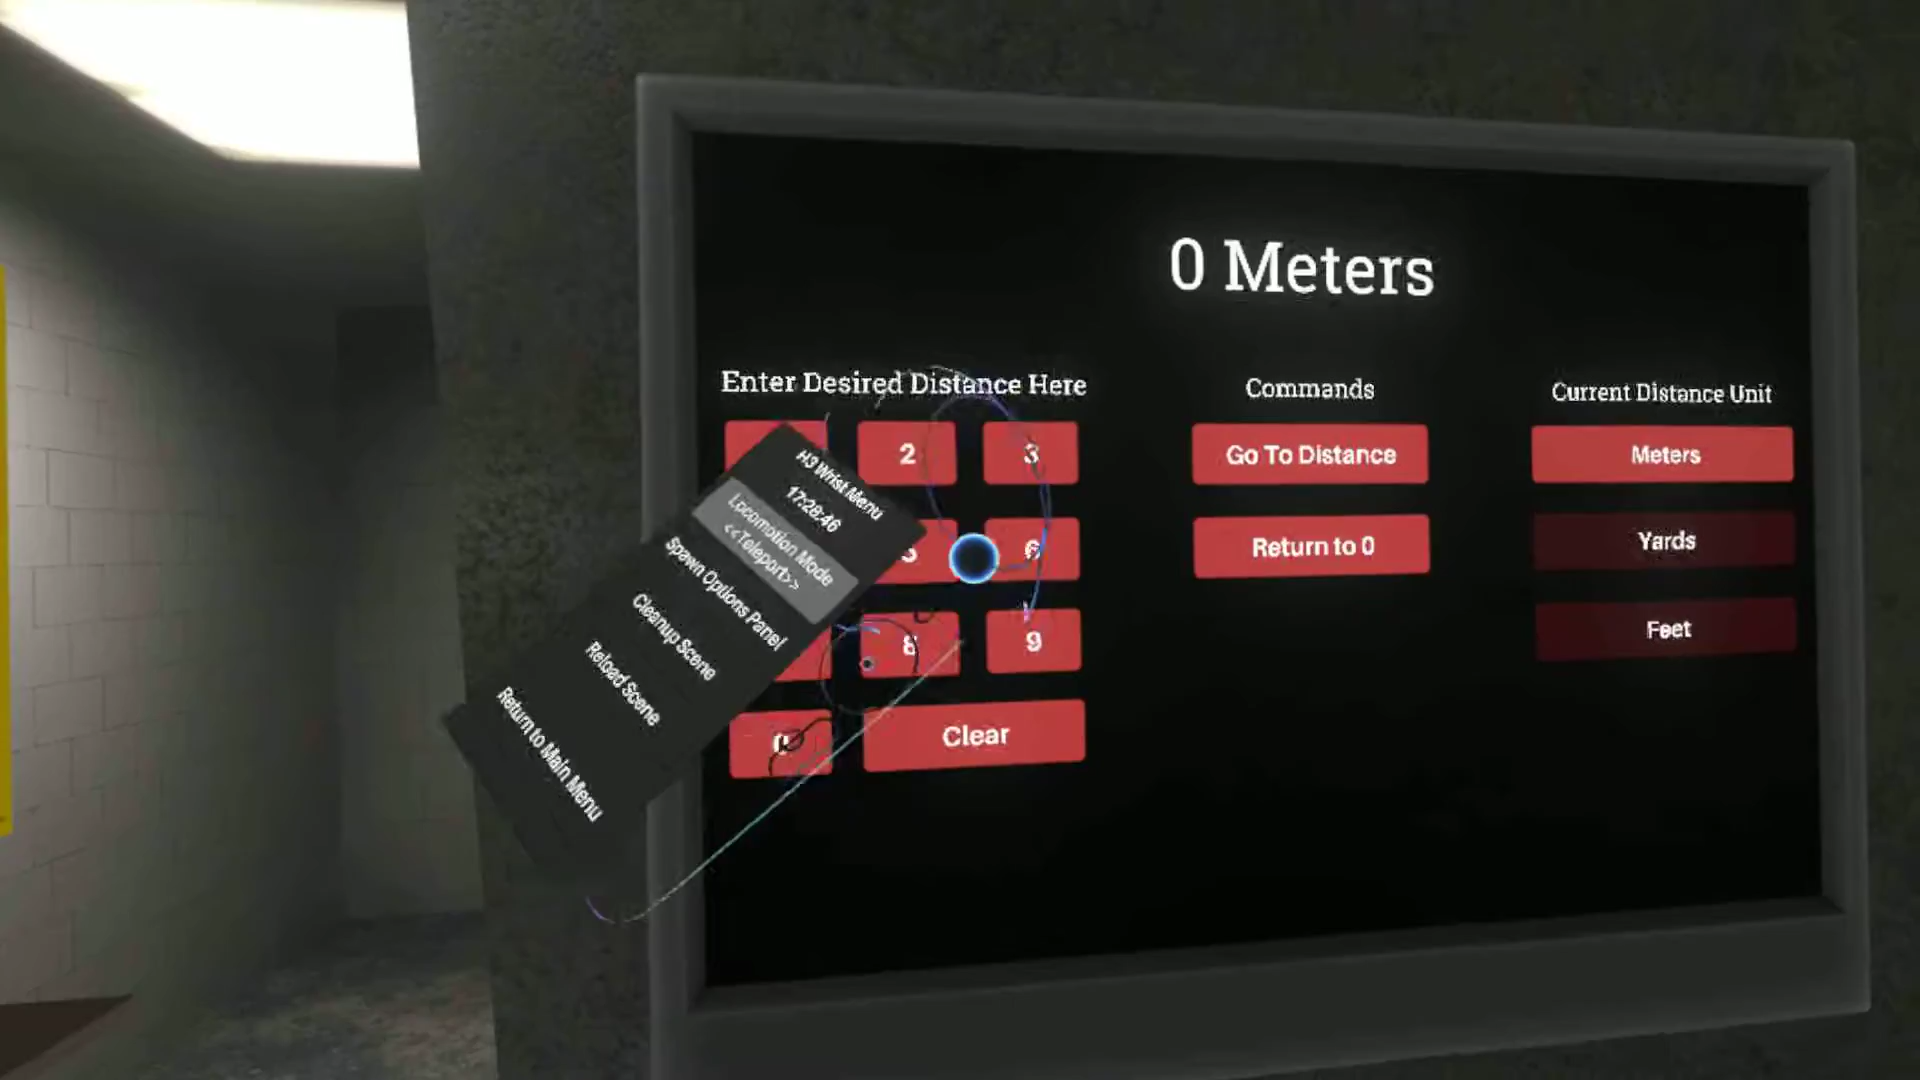 0 Meters
Enter Desired Distance Here
Commands
Current Distance Unit
2
3
Go To Distance
Meters
H3 Wrist Menu
17:28:46
Locomotion Mode
<<Teleport>>
Spawn Options Panel
Cleanup Scene
Reload Scene
Return to Main Menu
5
6
Return to 0
Yards
8
9
Feet
0
Clear